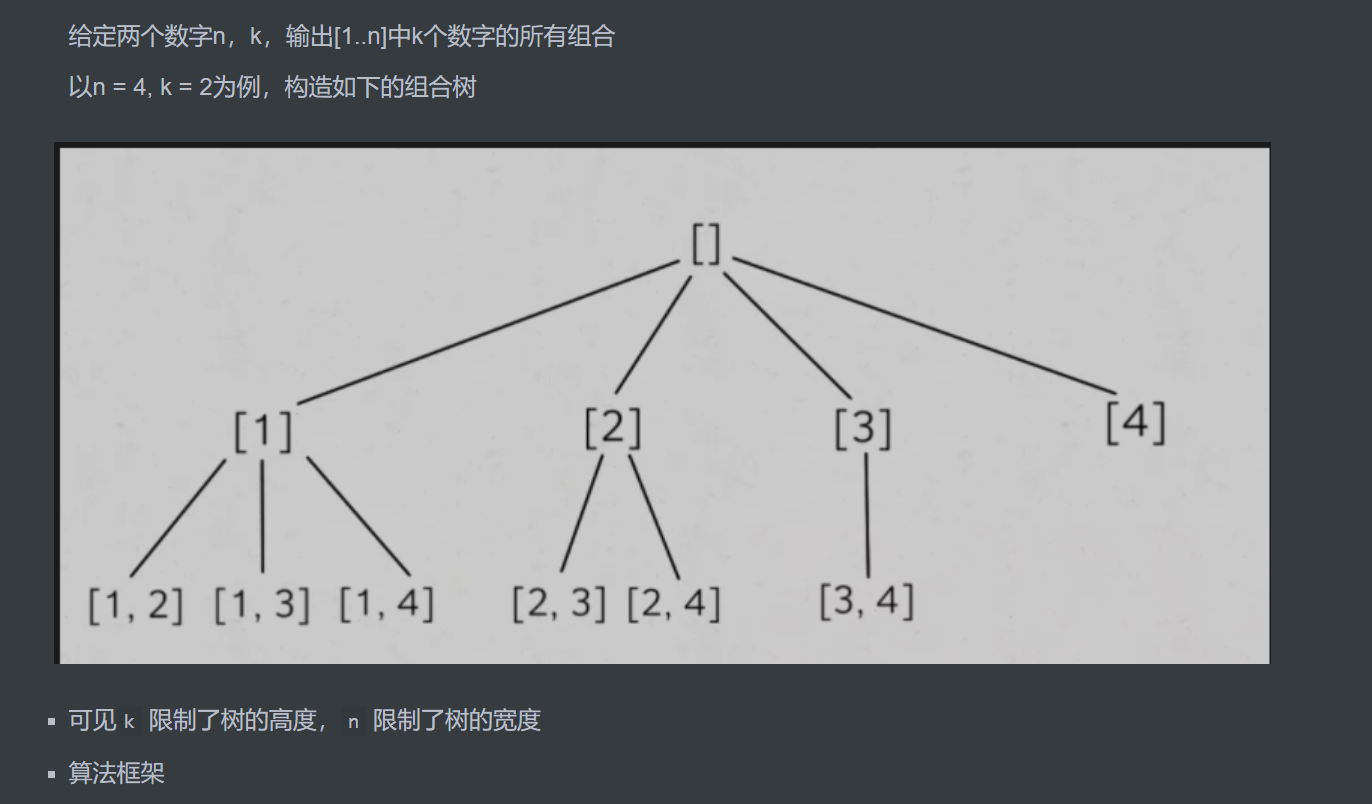 给定两个数字n，k，输出[1..n]中k个数字的所有组合
以n = 4, k = 2为例，构造如下的组合树
[]
[1] [2] [3] [4]
[1, 2] [1, 3] [1, 4] [2, 3] [2, 4] [3, 4]
可见 k 限制了树的高度， n 限制了树的宽度
算法框架